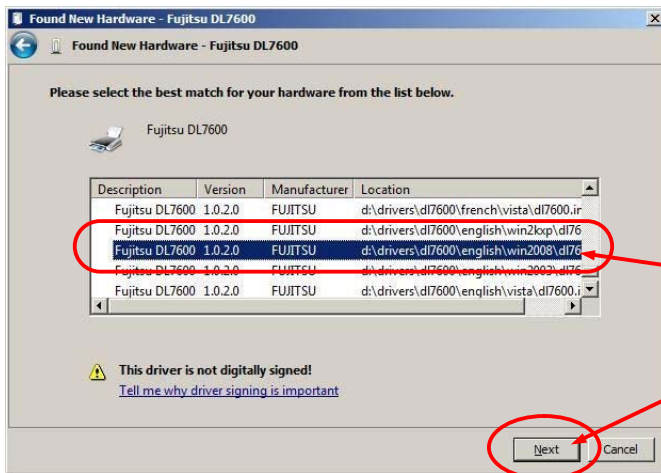 Found New Hardware - Fujitsu DL7600
Found New Hardware - Fujitsu DL7600
Please select the best match for your hardware from the list below.
Fujitsu DL7600
Description Version Manufacturer Location
Fujitsu DL7600 1.0.2.0 FUJITSU d:\drivers\dl7600\french\vista\dl7600.in
Fujitsu DL7600 1.0.2.0 FUJITSU d:\drivers\dl7600\english\win2kxp\dl76
Fujitsu DL7600 1.0.2.0 FUJITSU d:\drivers\dl7600\english\win2008\dl76
Fujitsu DL7600 1.0.2.0 FUJITSU d:\drivers\dl7600\english\win2003\dl76
Fujitsu DL7600 1.0.2.0 FUJITSU d:\drivers\dl7600\english\vista\dl7600.i
This driver is not digitally signed!
Tell me why driver signing is important
Next Cancel